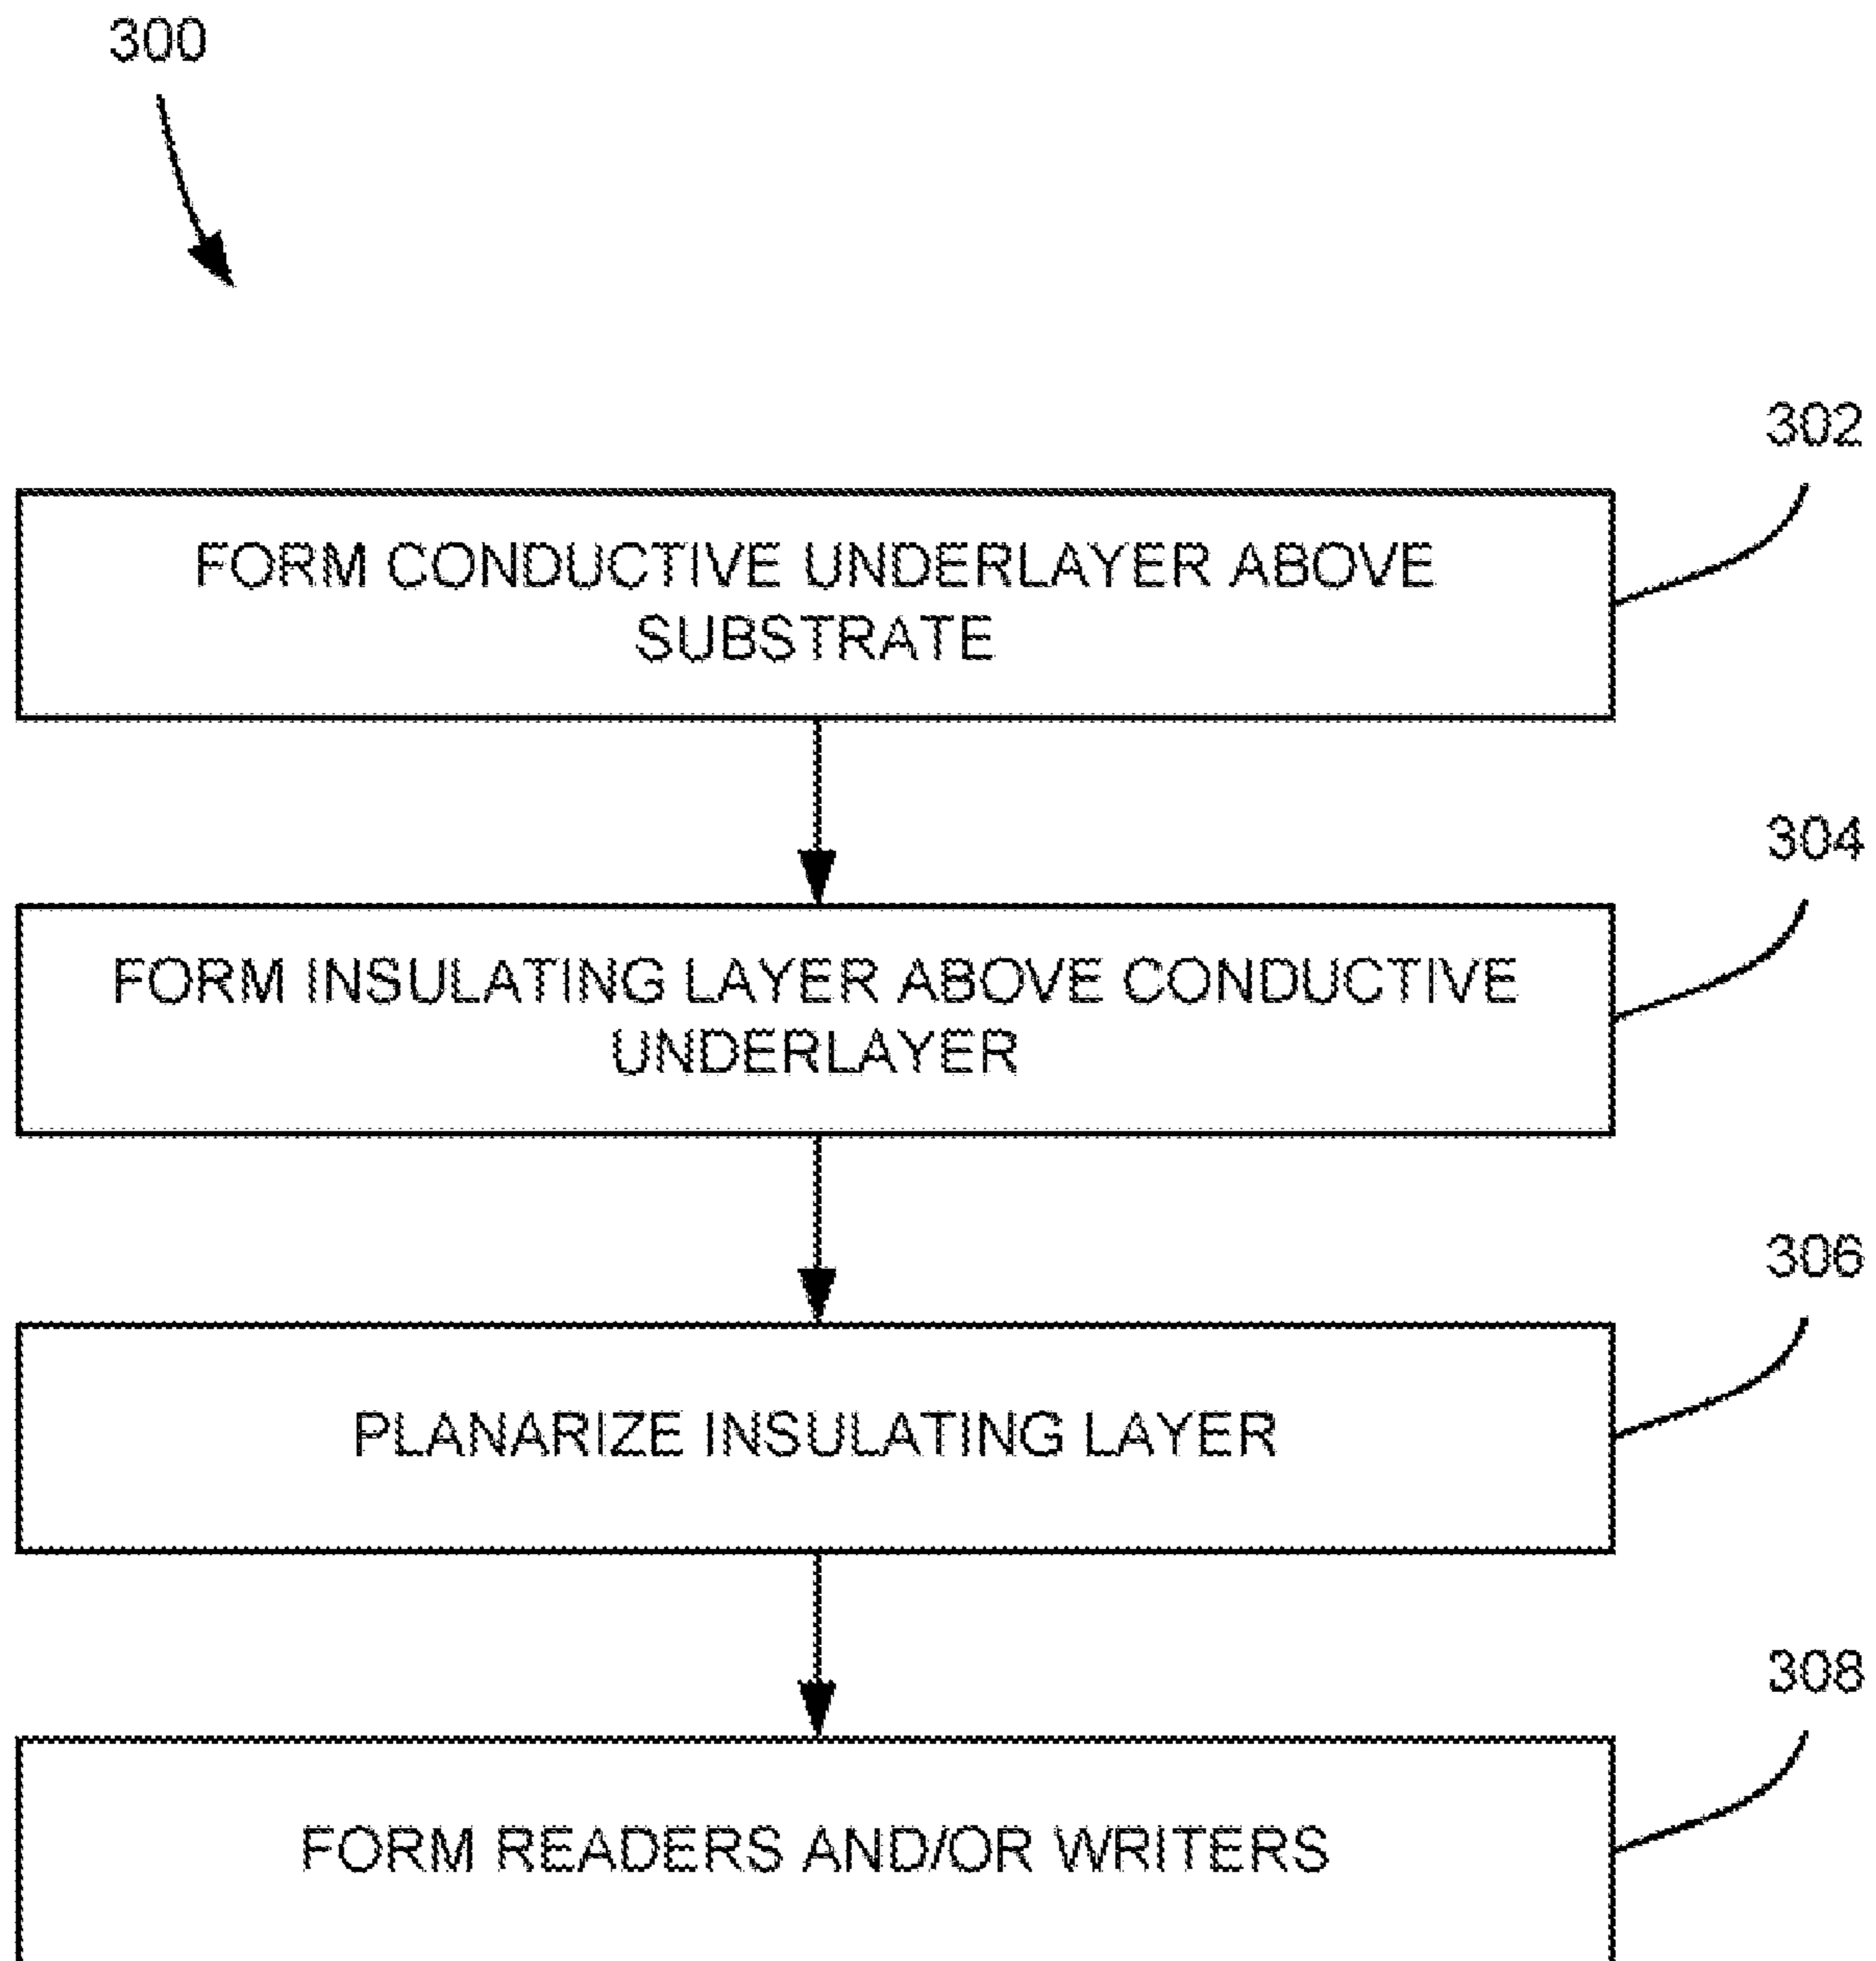 300
302
FORM CONDUCTIVE UNDERLAYER ABOVE
SUBSTRATE
304
FORM INSULATING LAYER ABOVE CONDUCTIVE
UNDERLAYER
306
PLANARIZE INSULATING LAYER
308
FORM READERS AND/OR WRITERS